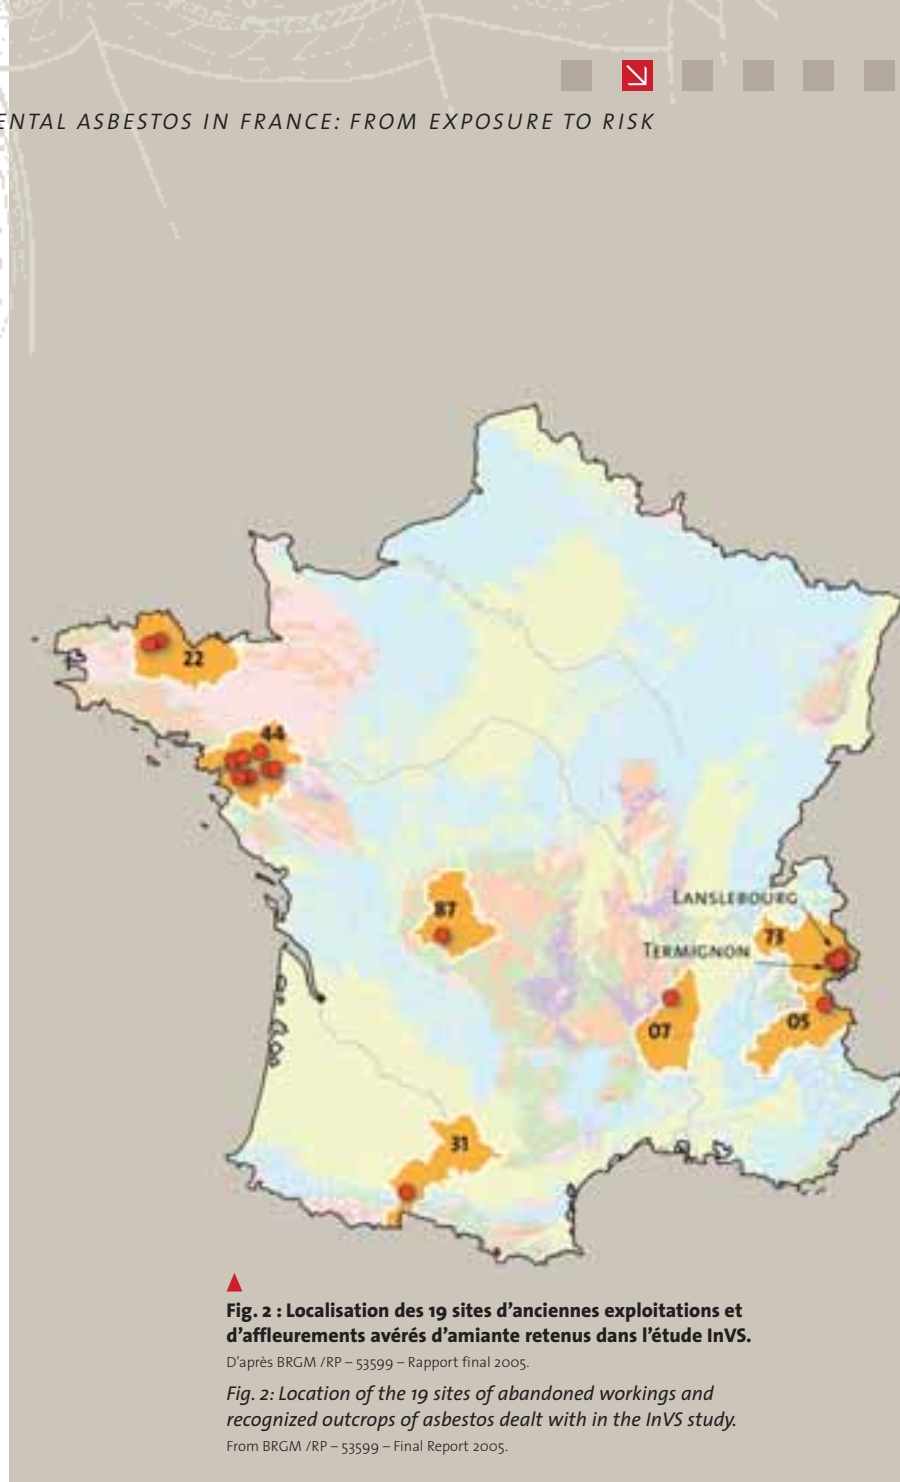 ENTAL ASBESTOS IN FRANCE: FROM EXPOSURE TO RISK
22
44
87
LANSLEBOURG
73
TERMIGNON
05
07
31
Fig. 2 : Localisation des 19 sites d’anciennes exploitations et
d’affleurements avérés d’amiante retenus dans l’étude InVS.
D’après BRGM /RP – 53599 – Rapport final 2005.
Fig. 2: Location of the 19 sites of abandoned workings and
recognized outcrops of asbestos dealt with in the InVS study.
From BRGM /RP – 53599 – Final Report 2005.